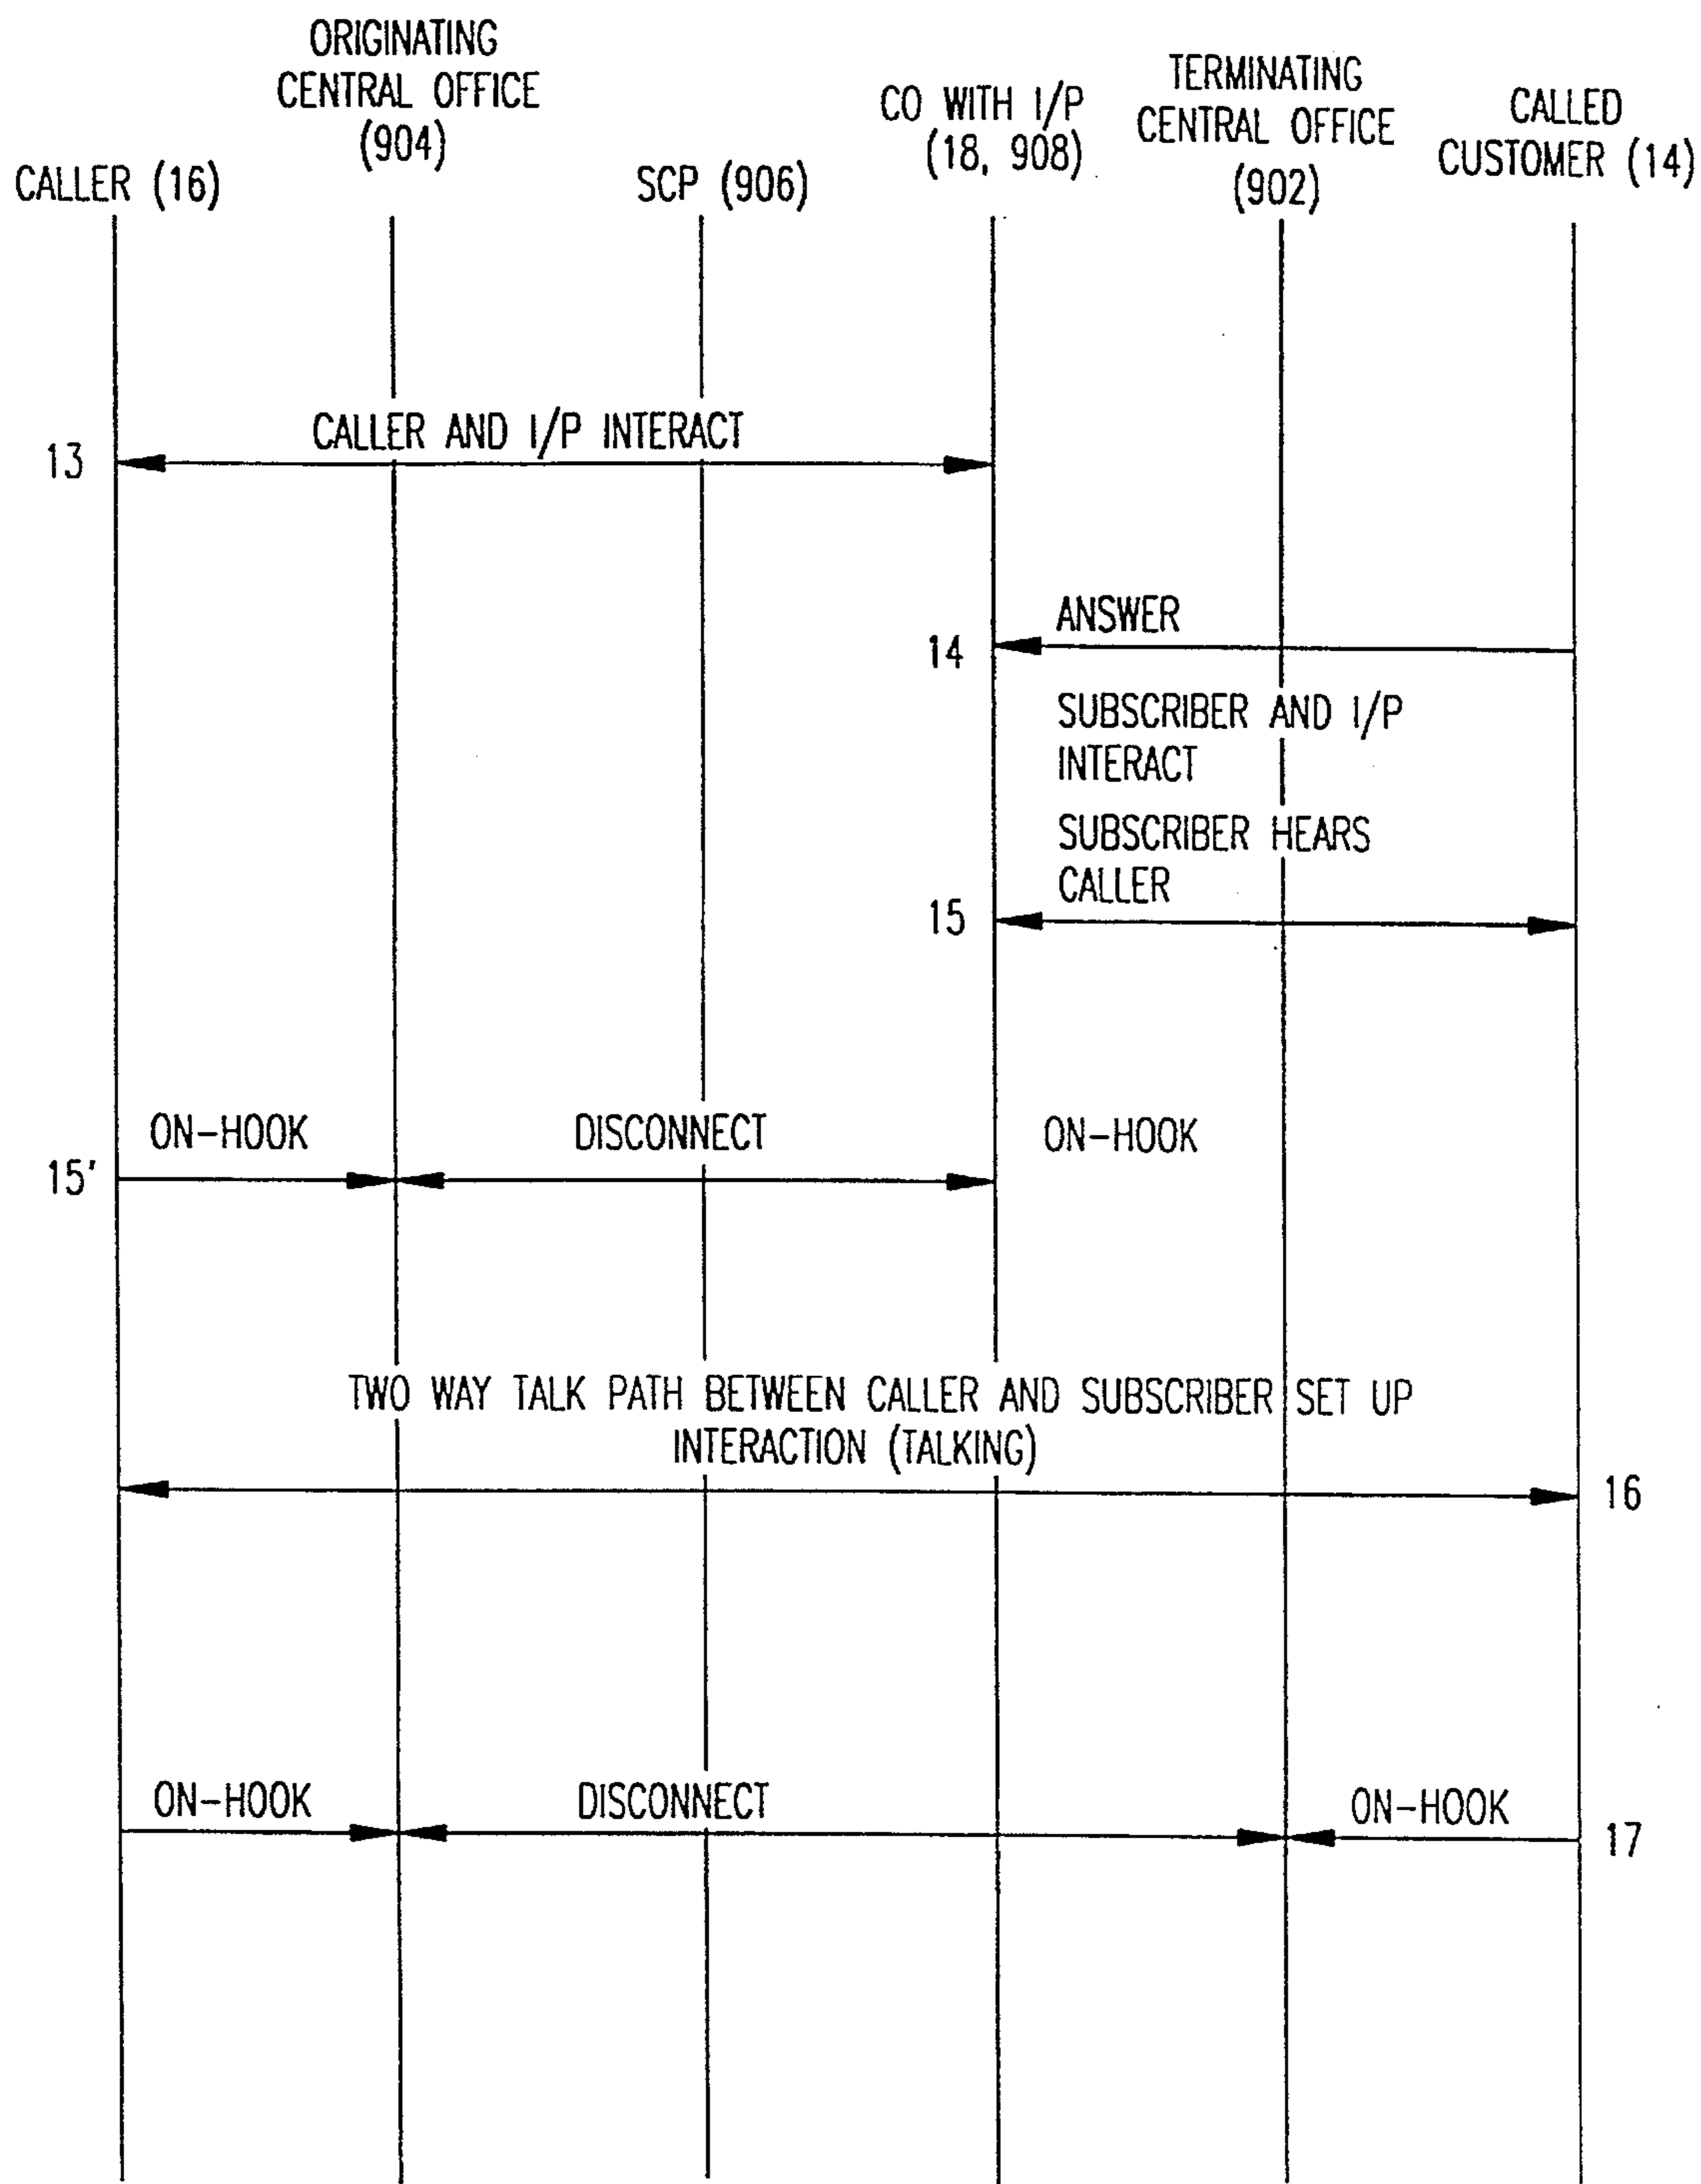 ORIGINATING
CENTRAL OFFICE
(904)
CALLER (16)
SCP (906)
CO WITH I/P
(18, 908)
TERMINATING
CENTRAL OFFICE
(902)
CALLED
CUSTOMER (14)
13
CALLER AND I/P INTERACT
14
ANSWER
SUBSCRIBER AND I/P
INTERACT
SUBSCRIBER HEARS
CALLER
15
15'
ON-HOOK
DISCONNECT
ON-HOOK
TWO WAY TALK PATH BETWEEN CALLER AND SUBSCRIBER SET UP
INTERACTION (TALKING)
16
ON-HOOK
DISCONNECT
ON-HOOK
17